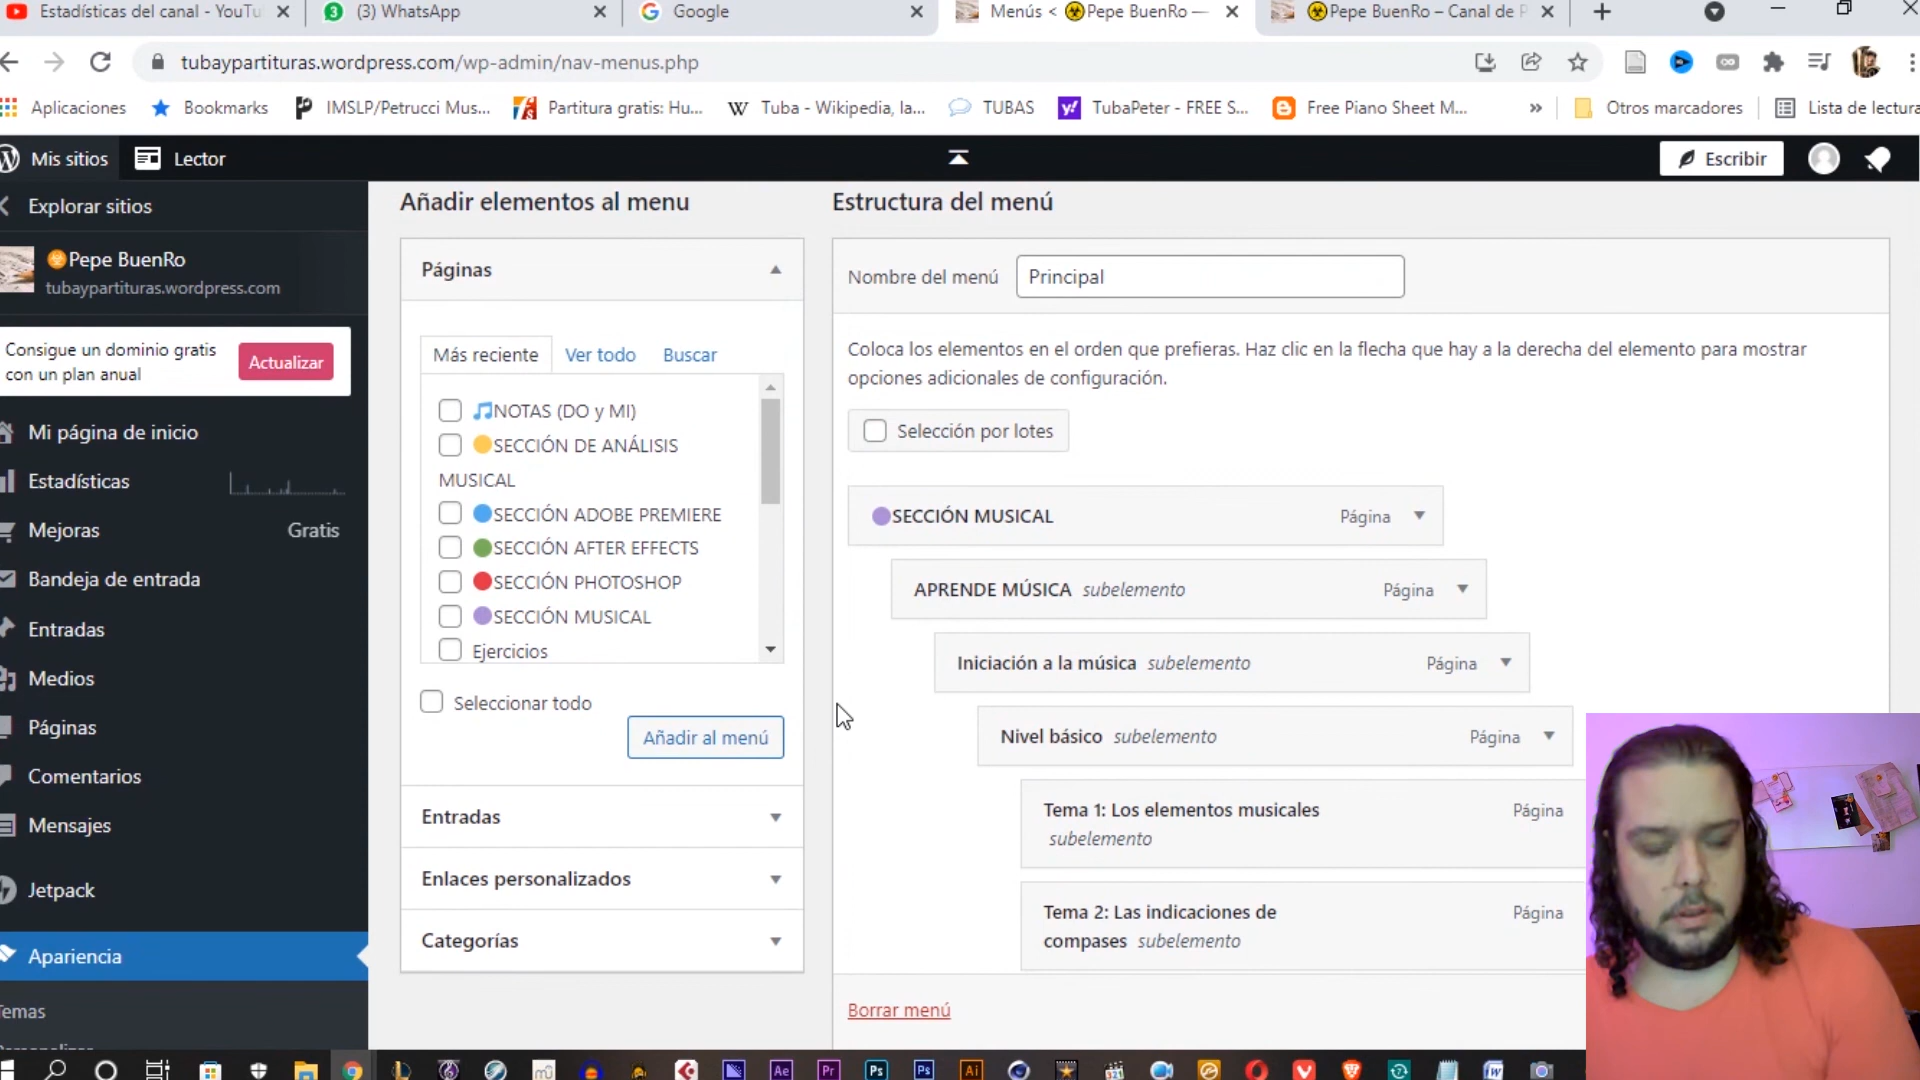 Estadísticas del canal - YouTu
3
(3) WhatsApp
Google
Menús < Pepe BuenRo —
Pepe BuenRo – Canal de P
tubaypartituras.wordpress.com/wp-admin/nav-menus.php
Aplicaciones
Bookmarks
IMSLP/Petrucci Mus...
Partitura gratis: Hu...
Tuba - Wikipedia, la...
TUBAS
TubaPeter - FREE S...
Free Piano Sheet M...
»
Otros marcadores
Lista de lectura
Mis sitios
Lector
Escribir
Explorar sitios
Pepe BuenRo
tubaypartituras.wordpress.com
Consigue un dominio gratis
con un plan anual
Actualizar
Mi página de inicio
Estadísticas
Mejoras
Gratis
Bandeja de entrada
Entradas
Medios
Páginas
Comentarios
Mensajes
Jetpack
Apariencia
Temas
Añadir elementos al menu
Páginas
Más reciente
Ver todo
Buscar
NOTAS (DO y MI)
SECCIÓN DE ANÁLISIS
MUSICAL
SECCIÓN ADOBE PREMIERE
SECCIÓN AFTER EFFECTS
SECCIÓN PHOTOSHOP
SECCIÓN MUSICAL
Ejercicios
Seleccionar todo
Añadir al menú
Entradas
Enlaces personalizados
Categorías
Estructura del menú
Nombre del menú
Principal
Coloca los elementos en el orden que prefieras. Haz clic en la flecha que hay a la derecha del elemento para mostrar
opciones adicionales de configuración.
Selección por lotes
SECCIÓN MUSICAL Página
APRENDE MÚSICA subelemento Página
Iniciación a la música subelemento Página
Nivel básico subelemento Página
Tema 1: Los elementos musicales Página
subelemento
Tema 2: Las indicaciones de Página
compases subelemento
Borrar menú
Ae
Pr
Ps
Ps
Ai